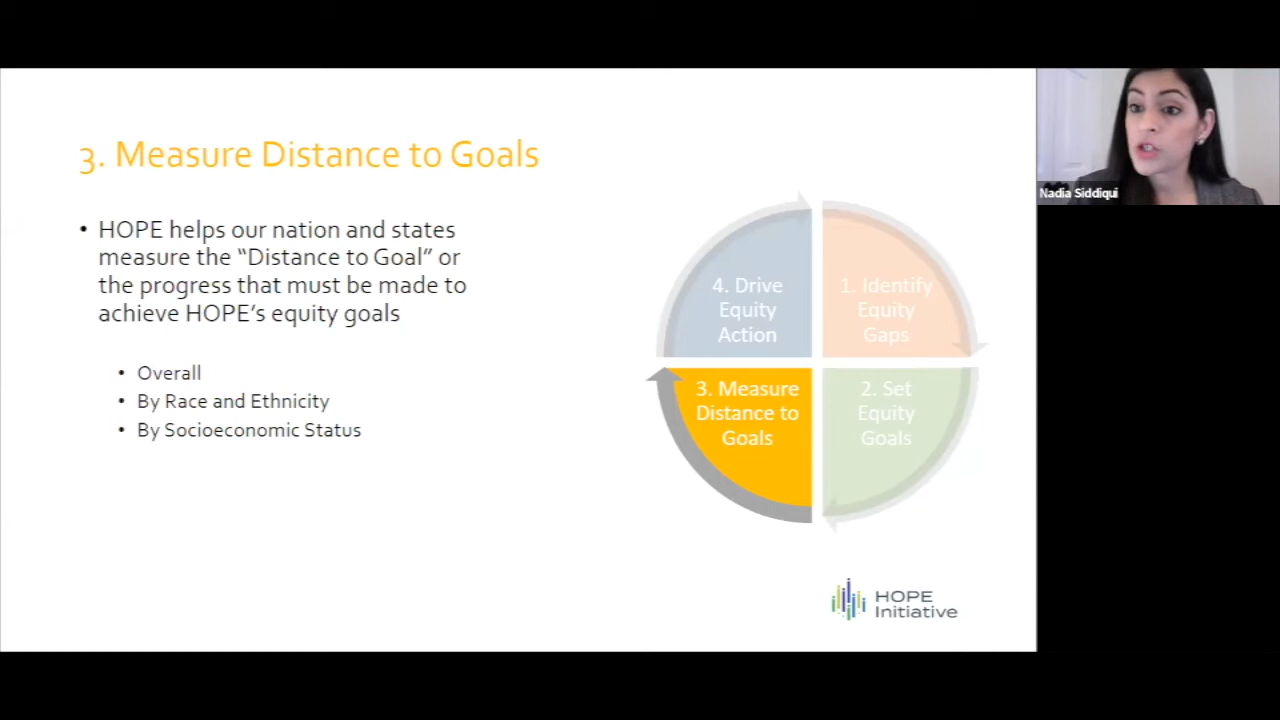 3. Measure Distance to Goals
• HOPE helps our nation and states
measure the “Distance to Goal” or
the progress that must be made to
achieve HOPE’s equity goals
• Overall
• By Race and Ethnicity
• By Socioeconomic Status
4. Drive
Equity
Action
1. Identify
Equity
Gaps
3. Measure
Distance to
Goals
2. Set
Equity
Goals
HOPE
Initiative
Nadia Siddiqui